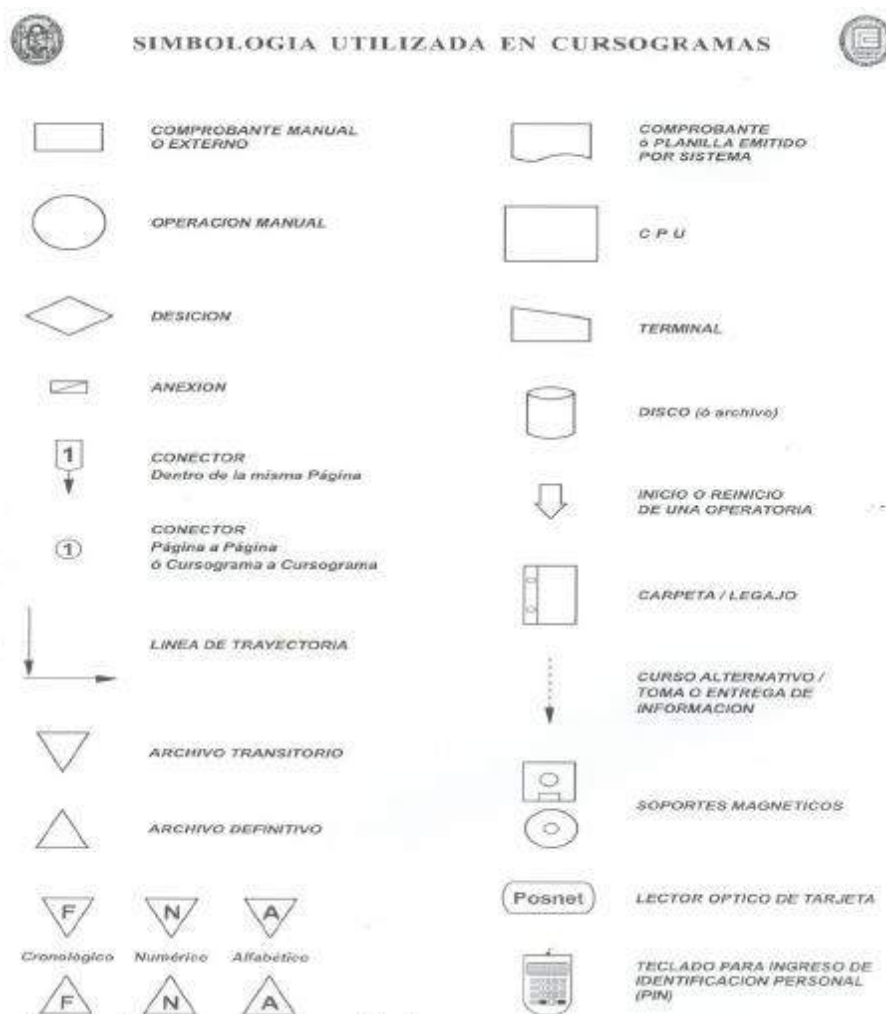 SIMBOLOGIA UTILIZADA EN CURSOGRAMAS
COMPROBANTE MANUAL
O EXTERNO
OPERACION MANUAL
DESICION
ANEXION
1
CONECTOR
Dentro de la misma Página
1
CONECTOR
Página a Página
ó Cursograma a Cursograma
LINEA DE TRAYECTORIA
ARCHIVO TRANSITORIO
ARCHIVO DEFINITIVO
F N A
Cronológico Numérico Alfabético
F N A
COMPROBANTE
ó PLANILLA EMITIDO
POR SISTEMA
C P U
TERMINAL
DISCO (ó archivo)
INICIO O REINICIO
DE UNA OPERATORIA
CARPETA / LEGAJO
CURSO ALTERNATIVO /
TOMA O ENTREGA DE
INFORMACION
SOPORTES MAGNETICOS
Posnet
LECTOR OPTICO DE TARJETA
TECLADO PARA INGRESO DE
IDENTIFICACION PERSONAL
(PIN)